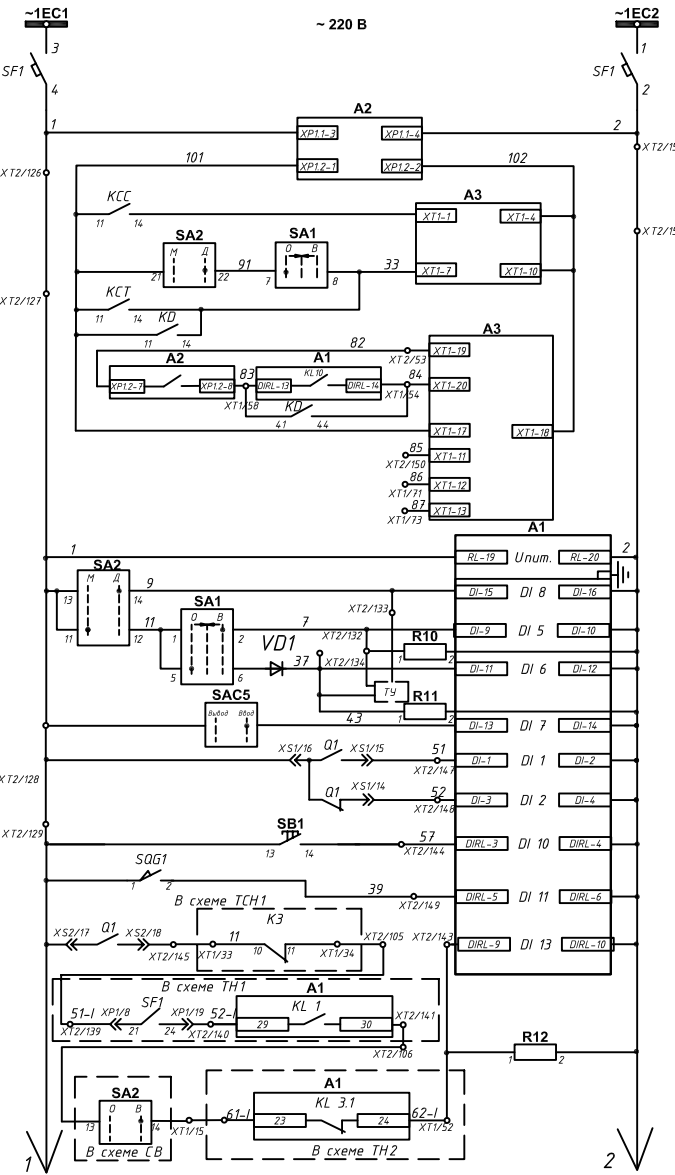 ~1EC1
~ 220 В
~1EC2
3
1
SF1
SF1
4
2
A2
1
XP1.1-3
XP1.1-4
2
XT2/15
101
XP1.2-1
XP1.2-2
102
XT2/126
KCC
A3
11 14
XT1-1
XT1-4
XT2/15
SA2
SA1
М Д
О В
91
33
21 22
7 8
XT1-7
XT1-10
KCT
XT2/127
11 14
KD
11 14
A3
82
XT1-19
XT2/53
A2
A1
83
84
KL10
XP1.2-7
XP1.2-8
DIRL-13
DIRL-14
XT1-20
XT1/58
XT1/54
KD
41 44
XT1-17
XT1-18
85
XT1-11
XT2/150
86
XT1-12
XT1/71
87
XT1-13
XT1/73
A1
1
RL-19
Uпит.
RL-20
2
SA2
М Д
9
13 14
DI-15
DI 8
DI-16
XT2/133
SA1
О В
11
7
11 12
1 2
XT2/132
DI-9
DI 5
DI-10
R10
1 2
VD1
37
XT2/134
5 6
DI-11
DI 6
DI-12
ТУ
R11
SAC5
Вывод Ввод
43
1 2
DI-13
DI 7
DI-14
XS1/16
Q1
XS1/15
51
DI-1
DI 1
DI-2
XT2/147
XT2/128
Q1
XS1/14
52
DI-3
DI 2
DI-4
XT2/148
XT2/129
SB1
57
13 14
XT2/144
DIRL-3
DI 10
DIRL-4
SQG1
1 2
39
XT2/149
DIRL-5
DI 11
DIRL-6
В схеме ТСН1
K3
XS2/17
Q1
XS2/18
11
10 11
XT2/105
XT2/143
DIRL-9
DI 13
DIRL-10
XT2/145
XT1/33
XT1/34
В схеме ТН1
A1
51-I
XP1/8
SF1
XP1/19
52-I
KL 1
XT2/141
XT2/139
21 24
XT2/140
29
30
XT2/106
R12
1 2
A1
SA2
О В
KL 3.1
13 14
61-I
23
24
62-I
XT1/15
XT1/52
В схеме СВ
В схеме ТН2
1
2